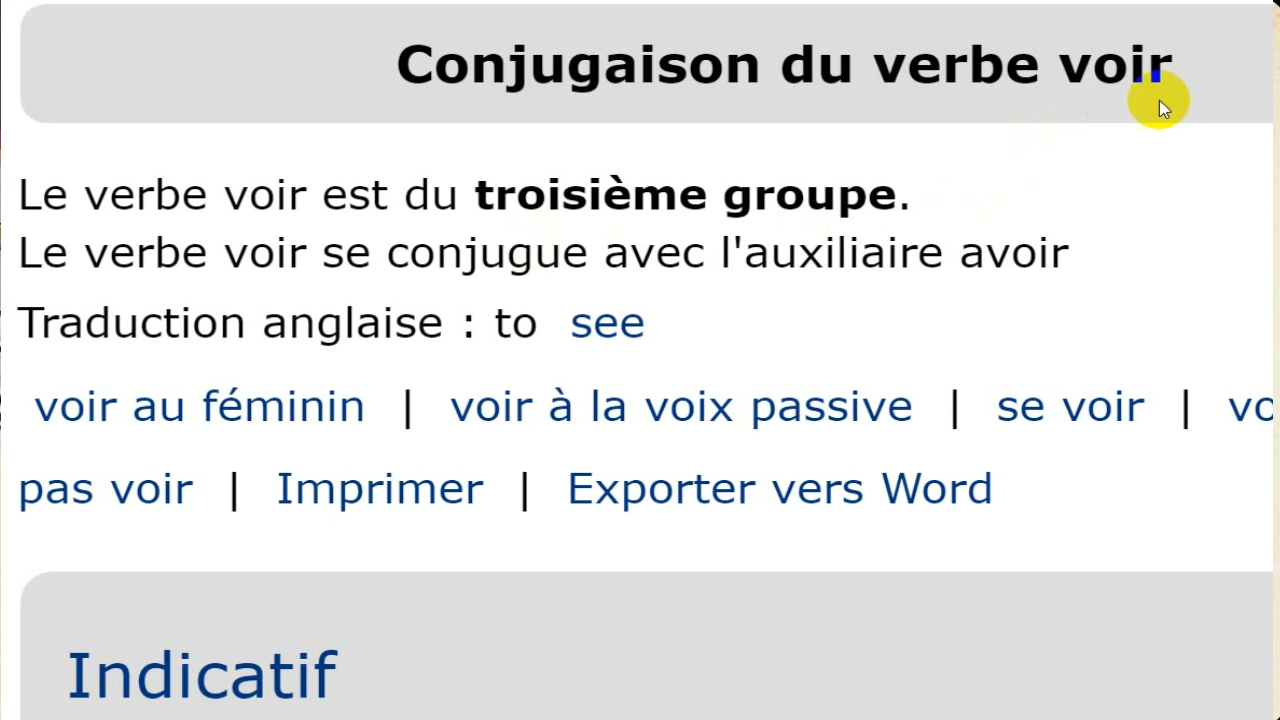 Conjugaison du verbe voir
Le verbe voir est du troisième groupe.
Le verbe voir se conjugue avec l'auxiliaire avoir
Traduction anglaise : to see
voir au féminin | voir à la voix passive | se voir |
pas voir | Imprimer | Exporter vers Word
Indicatif